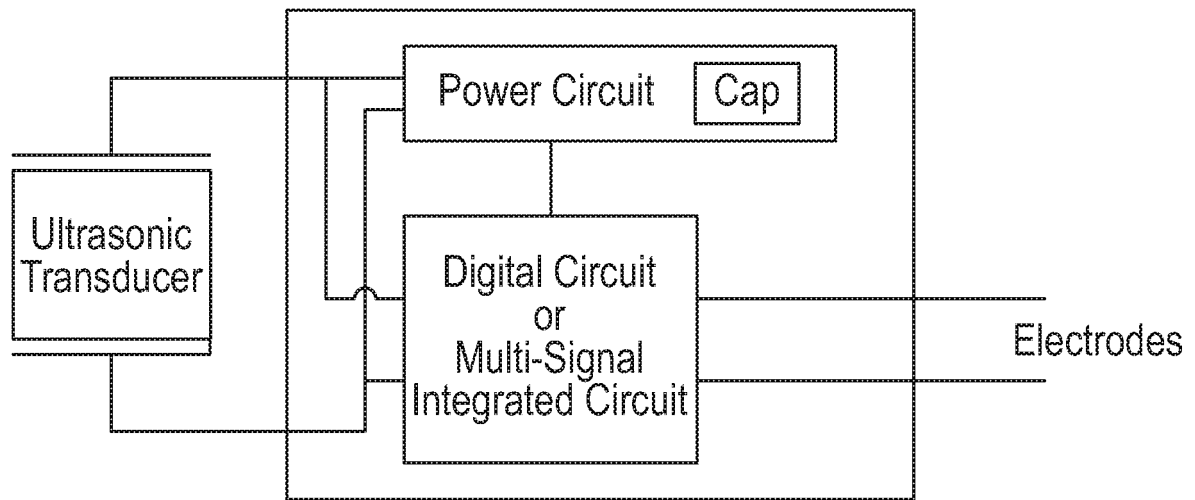 Power Circuit
Cap
Ultrasonic
Transducer
Digital Circuit
or
Multi-Signal
Integrated Circuit
Electrodes